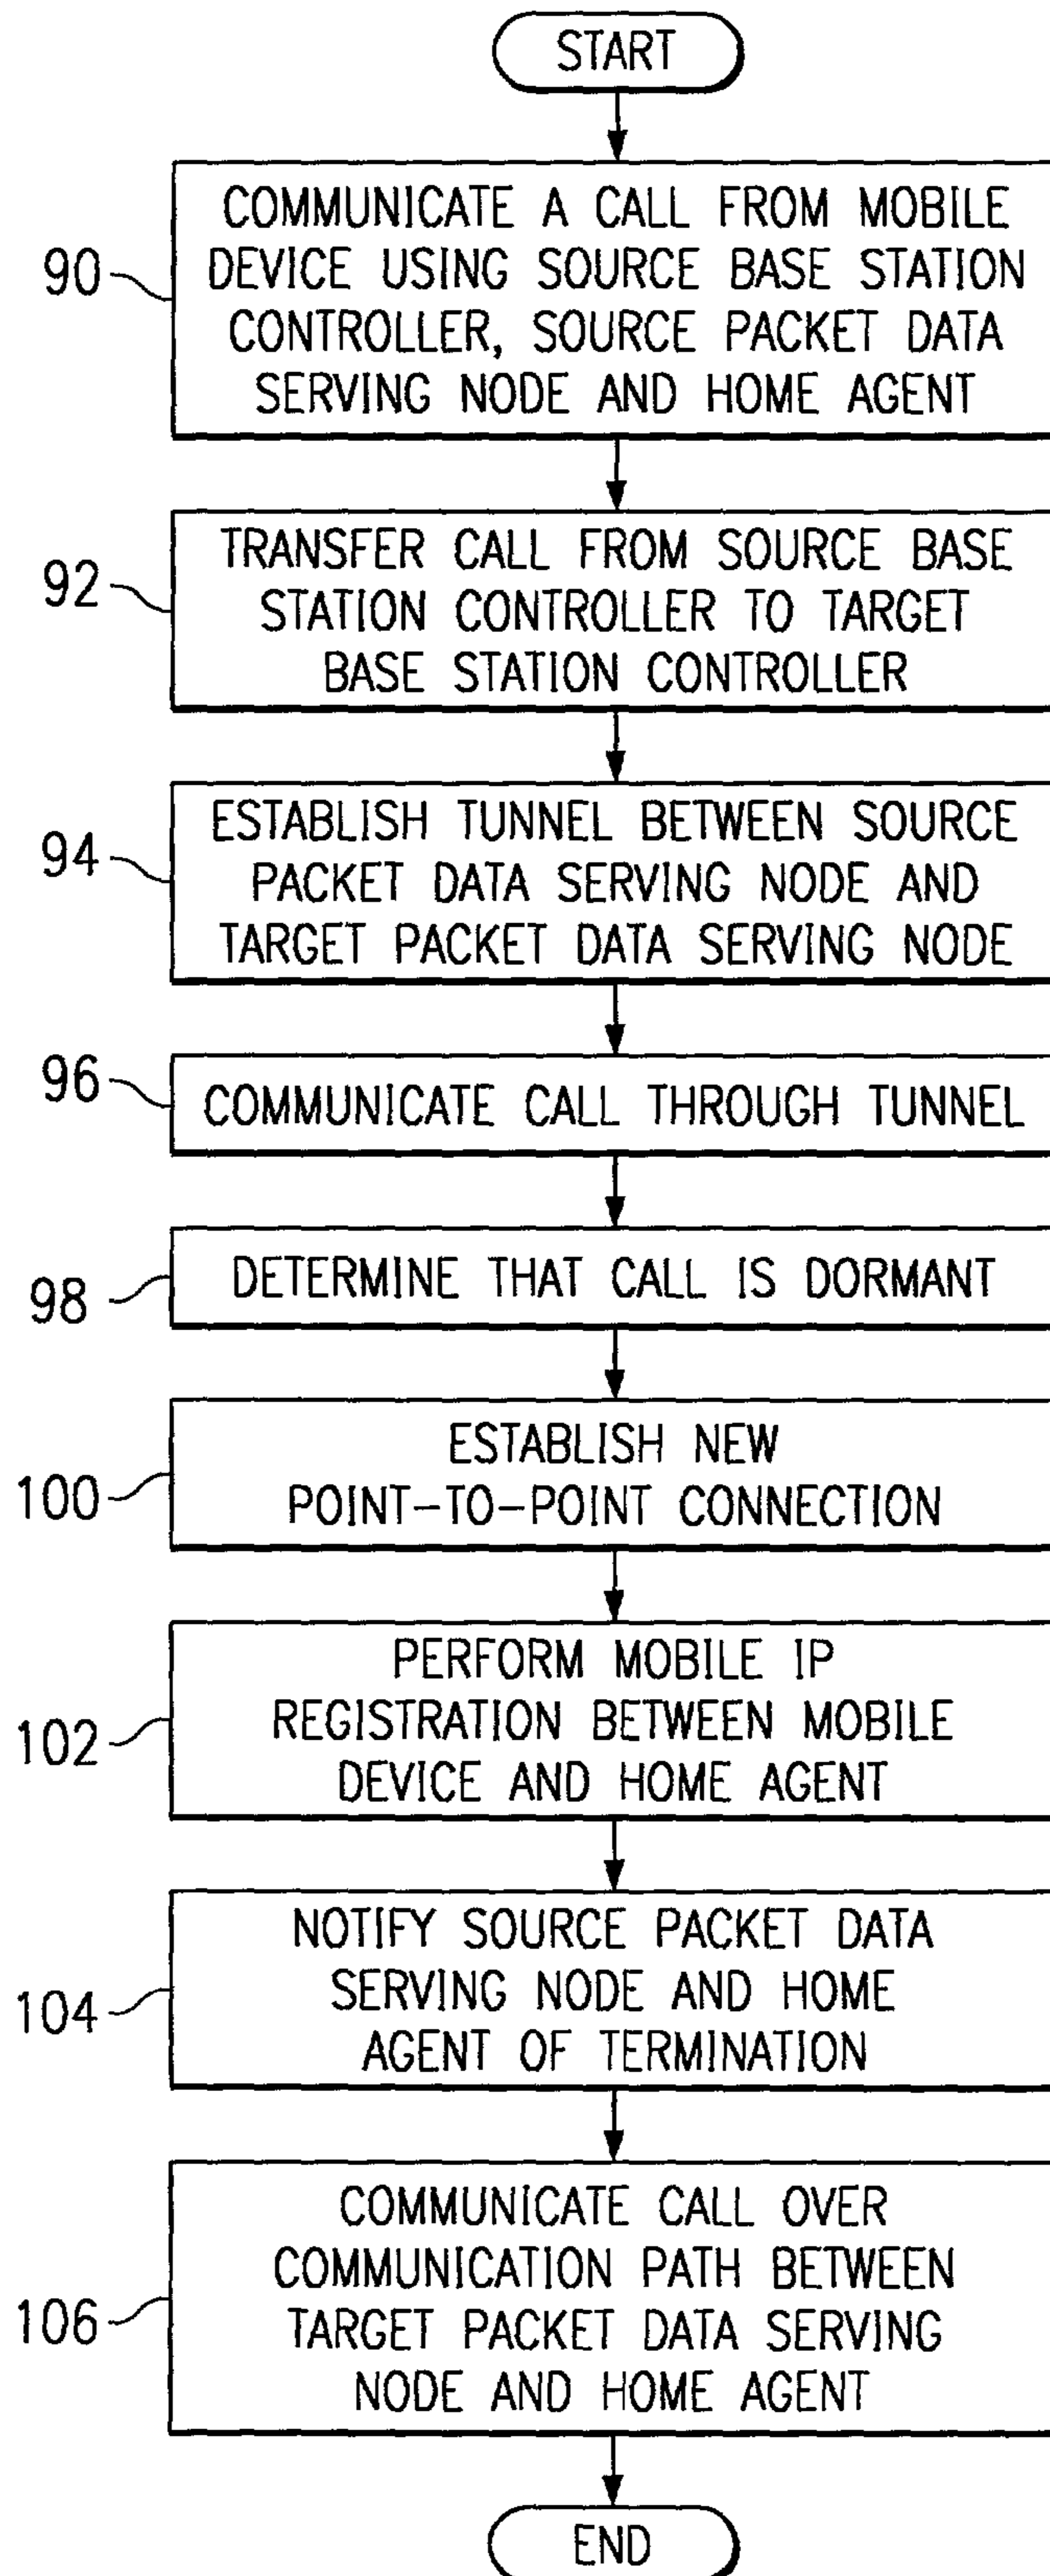 START
90
COMMUNICATE A CALL FROM MOBILE
DEVICE USING SOURCE BASE STATION
CONTROLLER, SOURCE PACKET DATA
SERVING NODE AND HOME AGENT
92
TRANSFER CALL FROM SOURCE BASE
STATION CONTROLLER TO TARGET
BASE STATION CONTROLLER
94
ESTABLISH TUNNEL BETWEEN SOURCE
PACKET DATA SERVING NODE AND
TARGET PACKET DATA SERVING NODE
96
COMMUNICATE CALL THROUGH TUNNEL
98
DETERMINE THAT CALL IS DORMANT
100
ESTABLISH NEW
POINT-TO-POINT CONNECTION
102
PERFORM MOBILE IP
REGISTRATION BETWEEN MOBILE
DEVICE AND HOME AGENT
104
NOTIFY SOURCE PACKET DATA
SERVING NODE AND HOME
AGENT OF TERMINATION
106
COMMUNICATE CALL OVER
COMMUNICATION PATH BETWEEN
TARGET PACKET DATA SERVING
NODE AND HOME AGENT
END